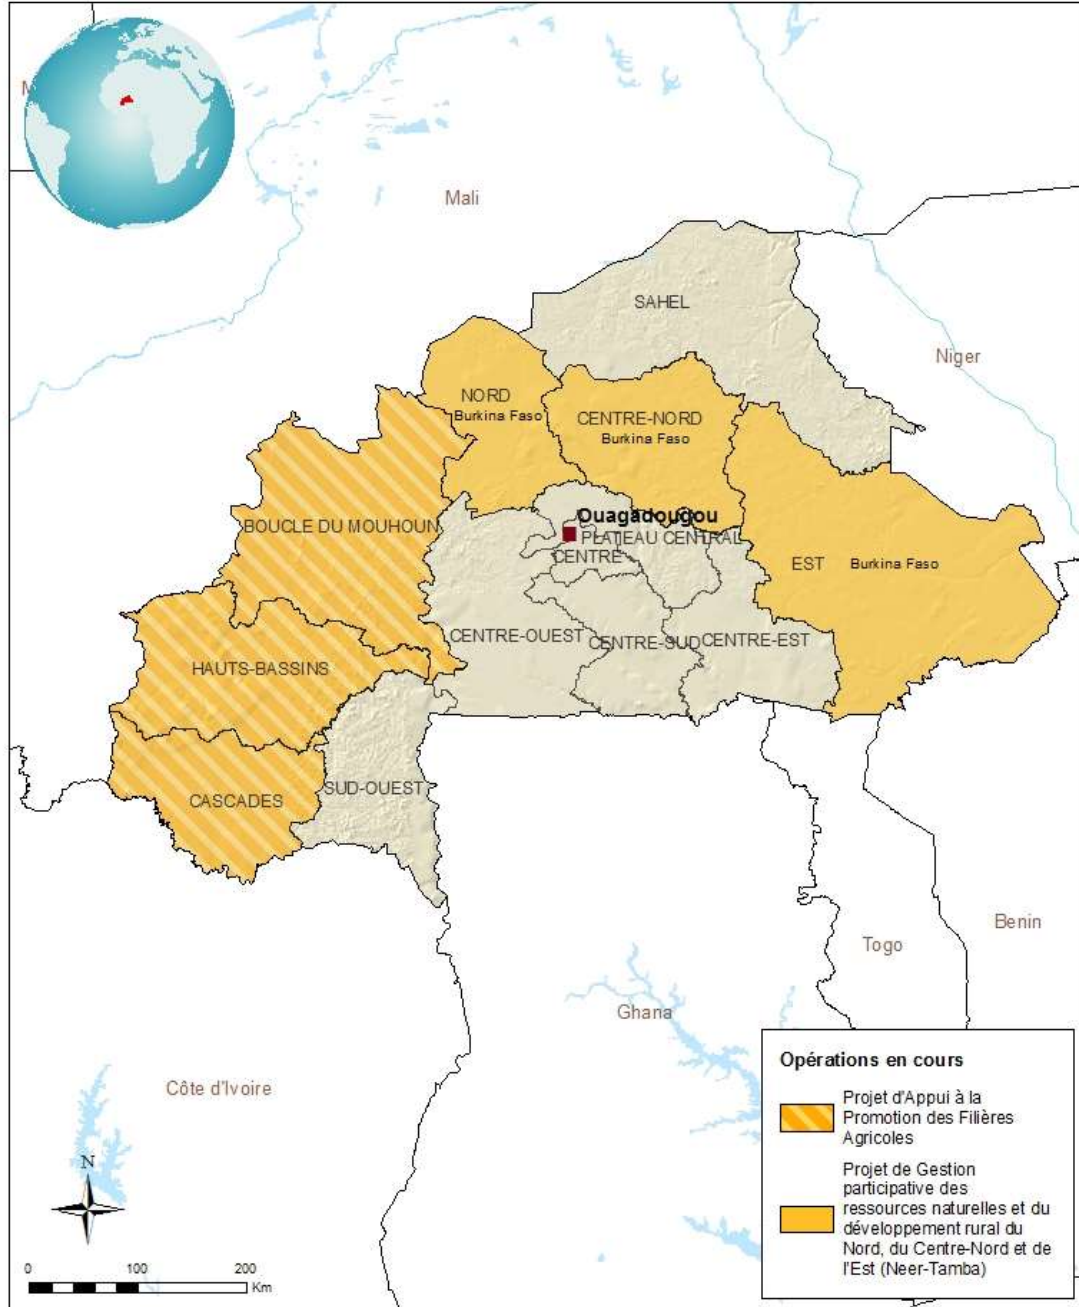 M
Mali
SAHEL
Niger
NORD
Burkina Faso
CENTRE-NORD
Burkina Faso
Ouagadougou
BOUCLE DU MOUHOUN
PLATEAU CENTRAL
CENTRE
EST
Burkina Faso
CENTRE-OUEST
CENTRE-SUD
CENTRE-EST
HAUTS-BASSINS
SUD-OUEST
CASCADES
Benin
Togo
Ghana
Côte d'Ivoire
Opérations en cours
Projet d'Appui à la
Promotion des Filières
Agricoles
Projet de Gestion
participative des
ressources naturelles et du
développement rural du
Nord, du Centre-Nord et de
l'Est (Neer-Tamba)
N
0 100 200
Km